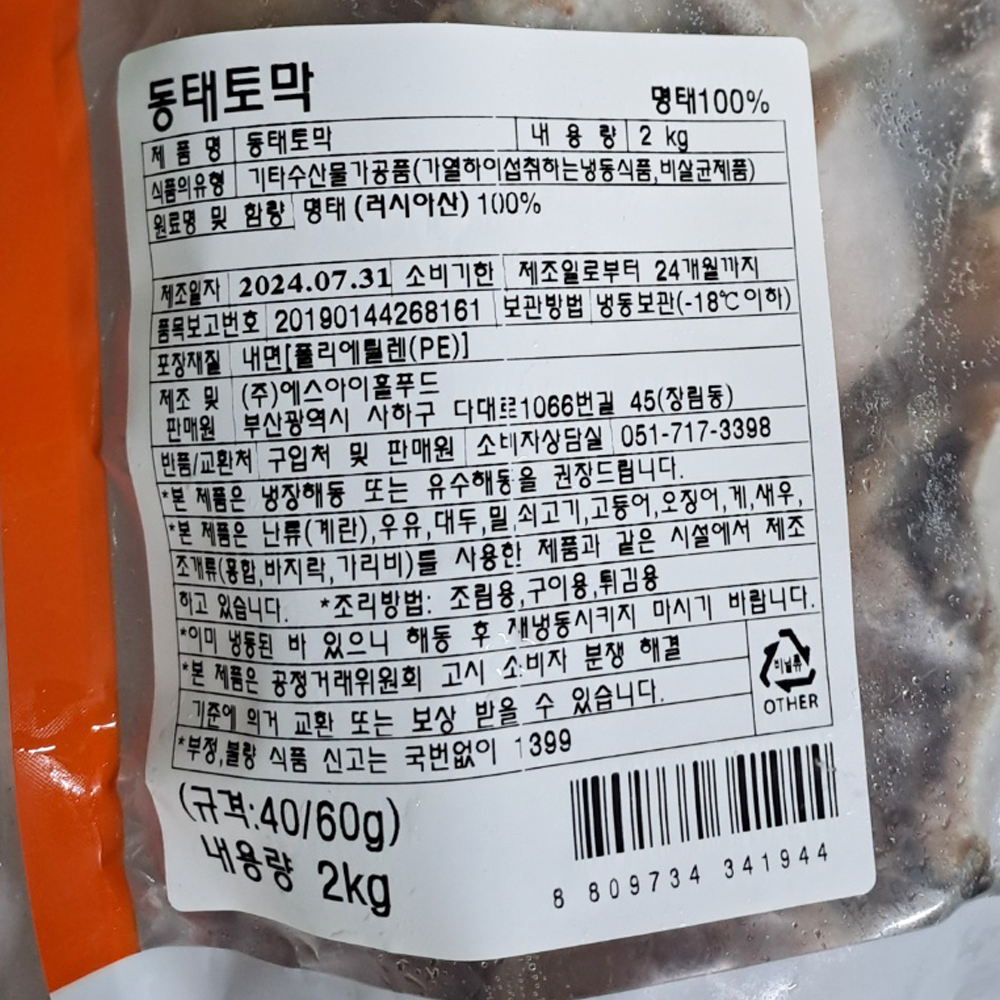 동태토막
명태100%
제 품 명 동태토막 내 용 량 2 kg
식품의유형 기타수산물가공품(가열하이섭취하는냉동식품,비살균제품)
원료명 및 함량 명태 (러시아산) 100%
제조일자 2024.07.31 소비기한 제조일로부터 24개월까지
품목보고번호 20190144268161 보관방법 냉동보관(-18℃이하)
포장재질 내면[폴리에틸렌(PE)]
제조 및 (주)에스아이홀푸드
판매원 부산광역시 사하구 다대로1066번길 45(장림동)
반품/교환처 구입처 및 판매원 소비자상담실 051-717-3398
*본 제품은 냉장해동 또는 유수해동을 권장드립니다.
*본 제품은 난류(계란),우유,대두,밀,쇠고기,고등어,오징어,게,새우,
조개류(홍합,바지락,가리비)를 사용한 제품과 같은 시설에서 제조
하고 있습니다. *조리방법: 조림용,구이용,튀김용
*이미 냉동된 바 있으니 해동 후 재냉동시키지 마시기 바랍니다.
*본 제품은 공정거래위원회 고시 소비자 분쟁 해결
기준에 의거 교환 또는 보상 받을 수 있습니다.
*부정,불량 식품 신고는 국번없이 1399
비닐류
OTHER
(규격:40/60g)
내용량 2kg
8 809734 341944